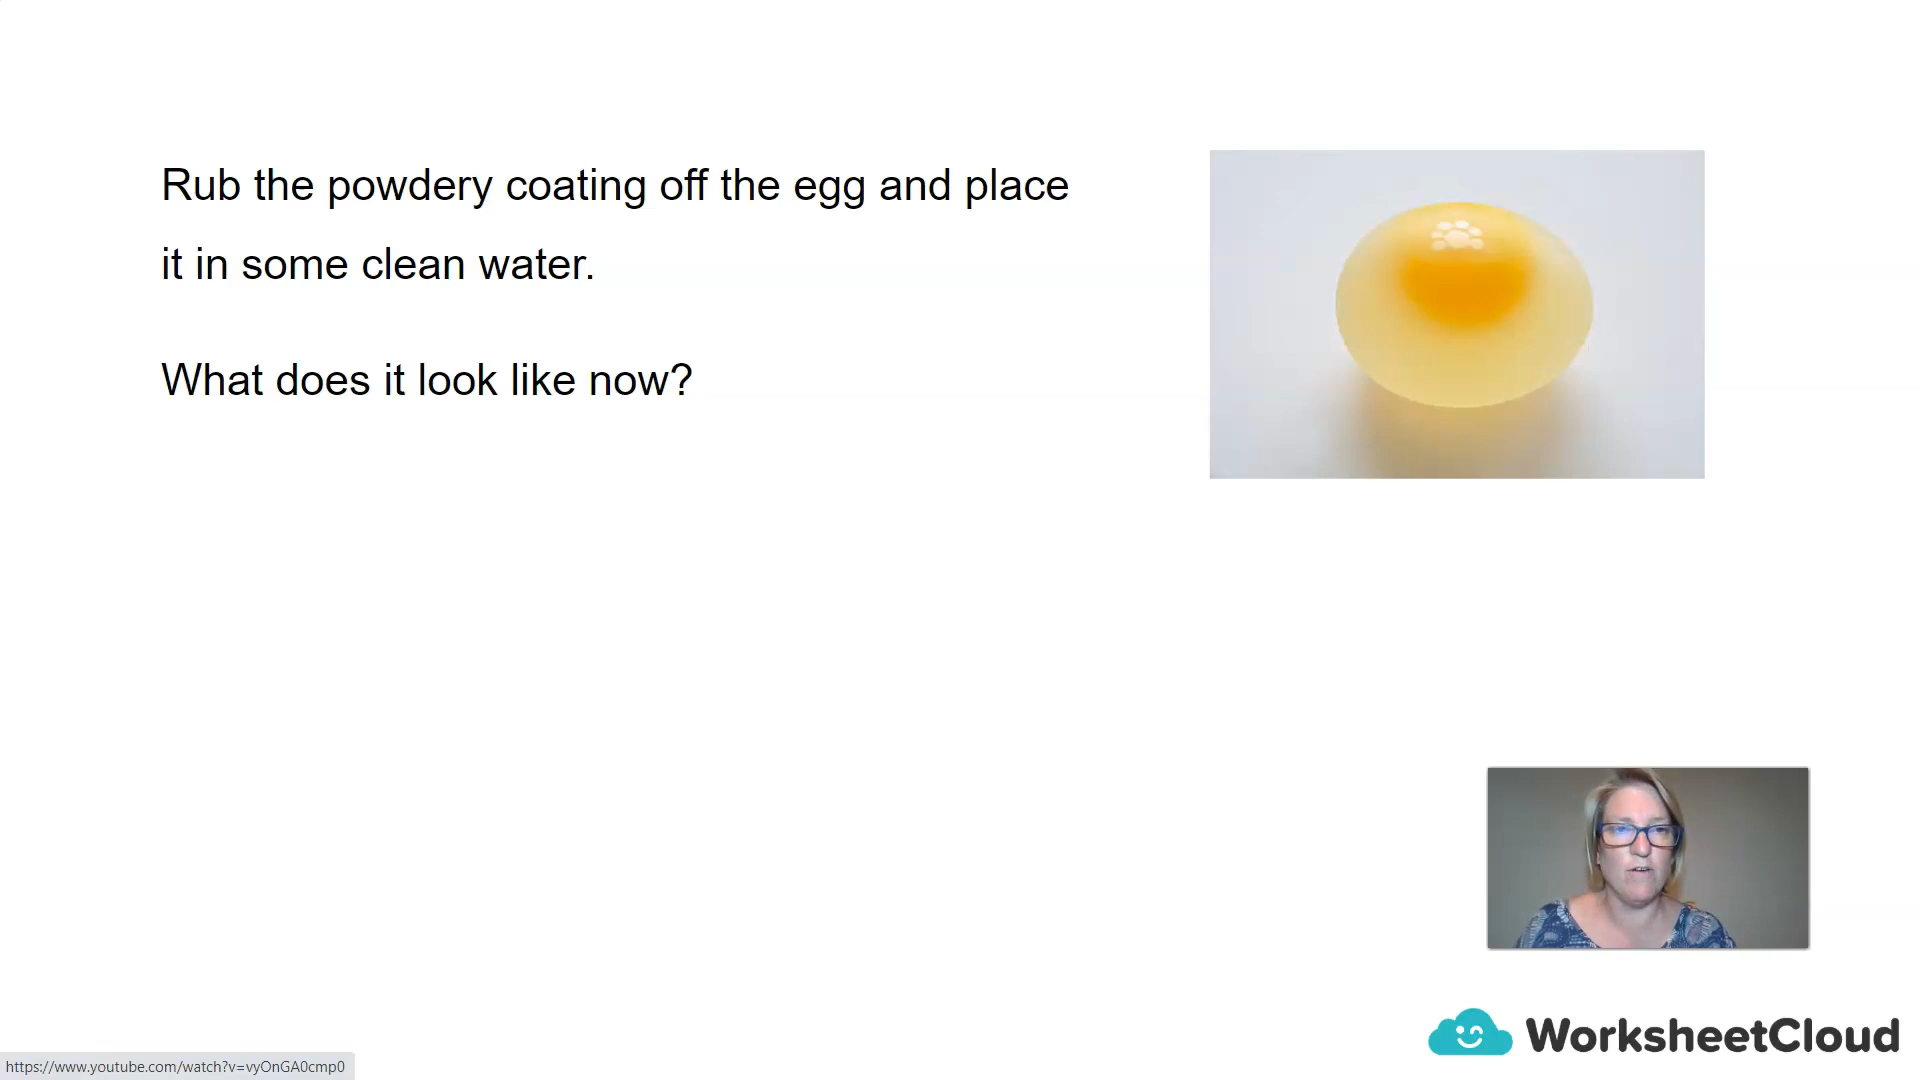 Rub the powdery coating off the egg and place
it in some clean water.
What does it look like now?
WorksheetCloud
https://www.youtube.com/watch?v=vyOnGA0cmp0